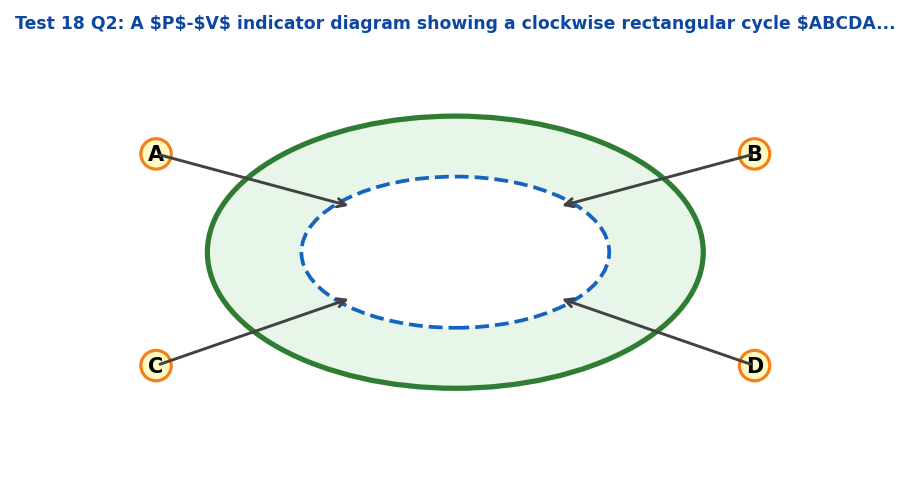 Test 18 Q2: A $P$-$V$ indicator diagram showing a clockwise rectangular cycle $ABCDA...
A
B
C
D